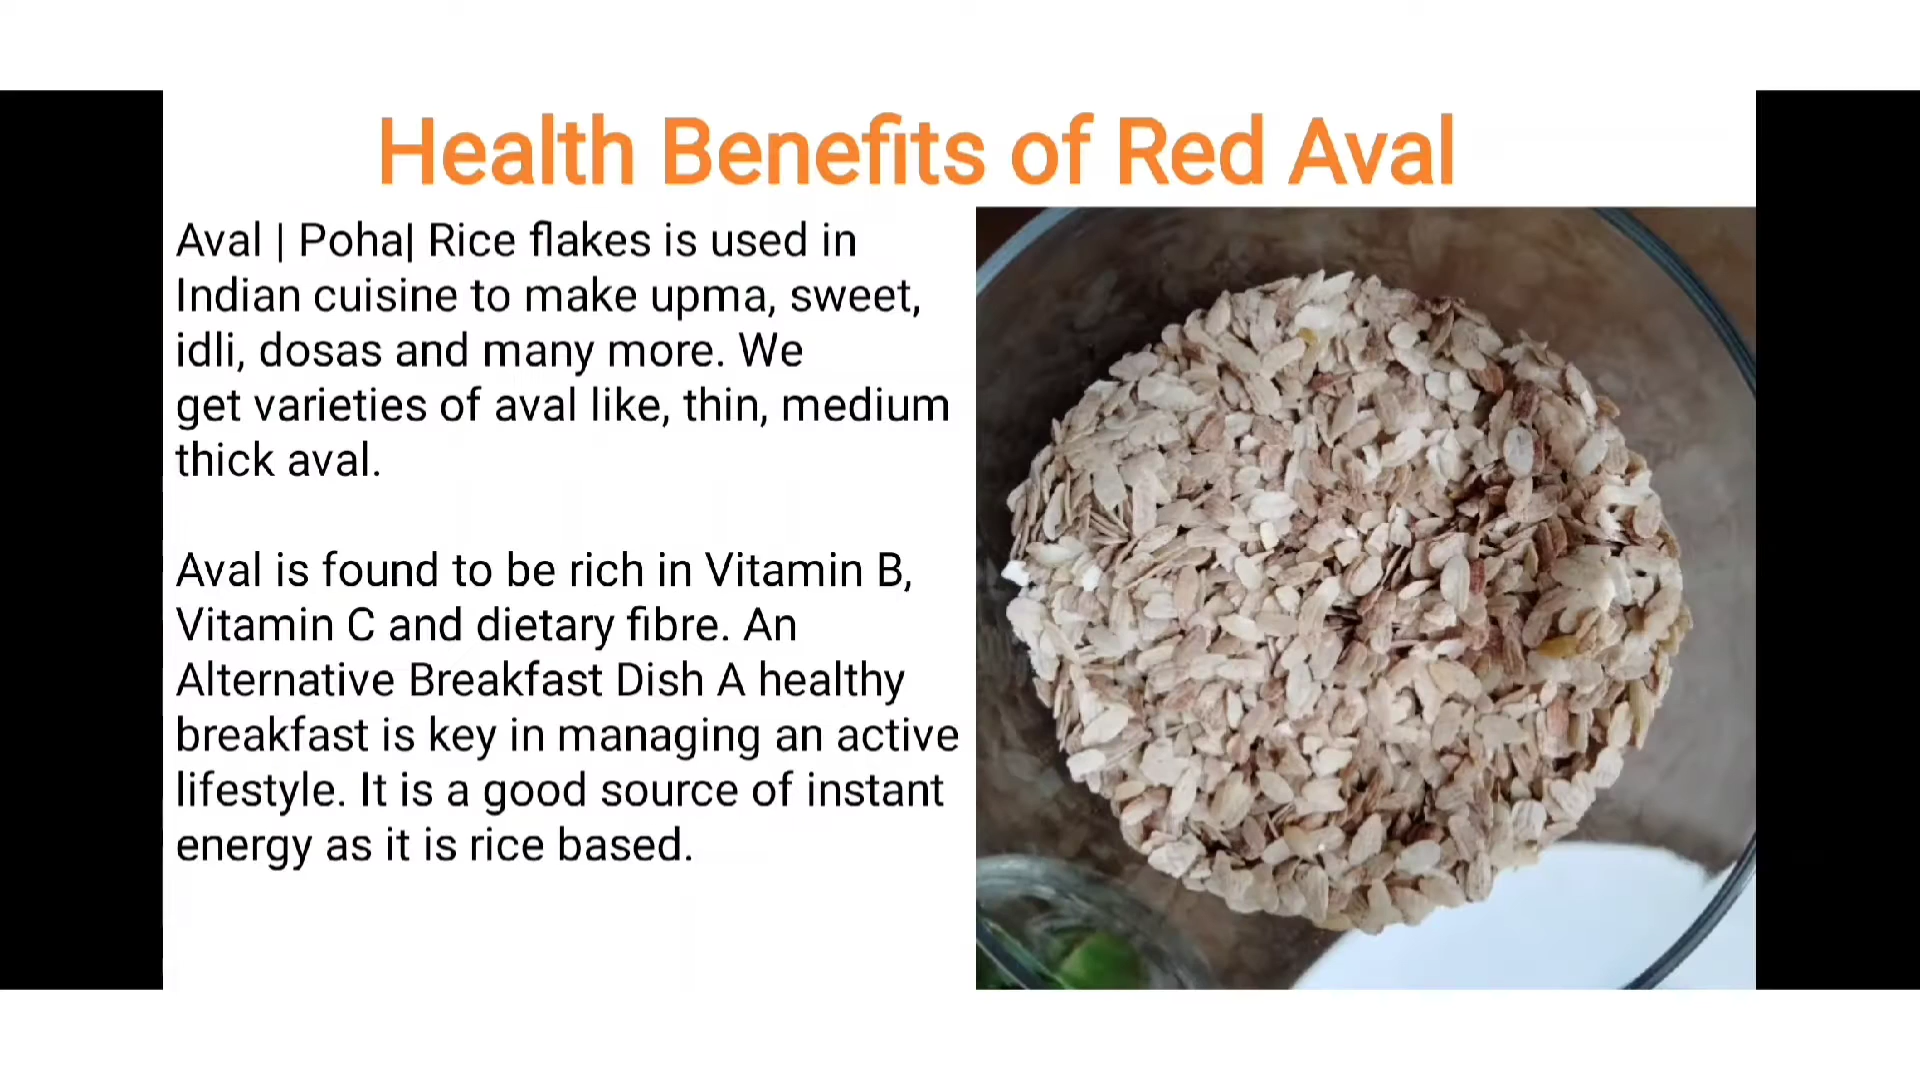 Health Benefits of Red Aval
Aval | Poha| Rice flakes is used in
Indian cuisine to make upma, sweet,
idli, dosas and many more. We
get varieties of aval like, thin, medium
thick aval.
Aval is found to be rich in Vitamin B,
Vitamin C and dietary fibre. An
Alternative Breakfast Dish A healthy
breakfast is key in managing an active
lifestyle. It is a good source of instant
energy as it is rice based.